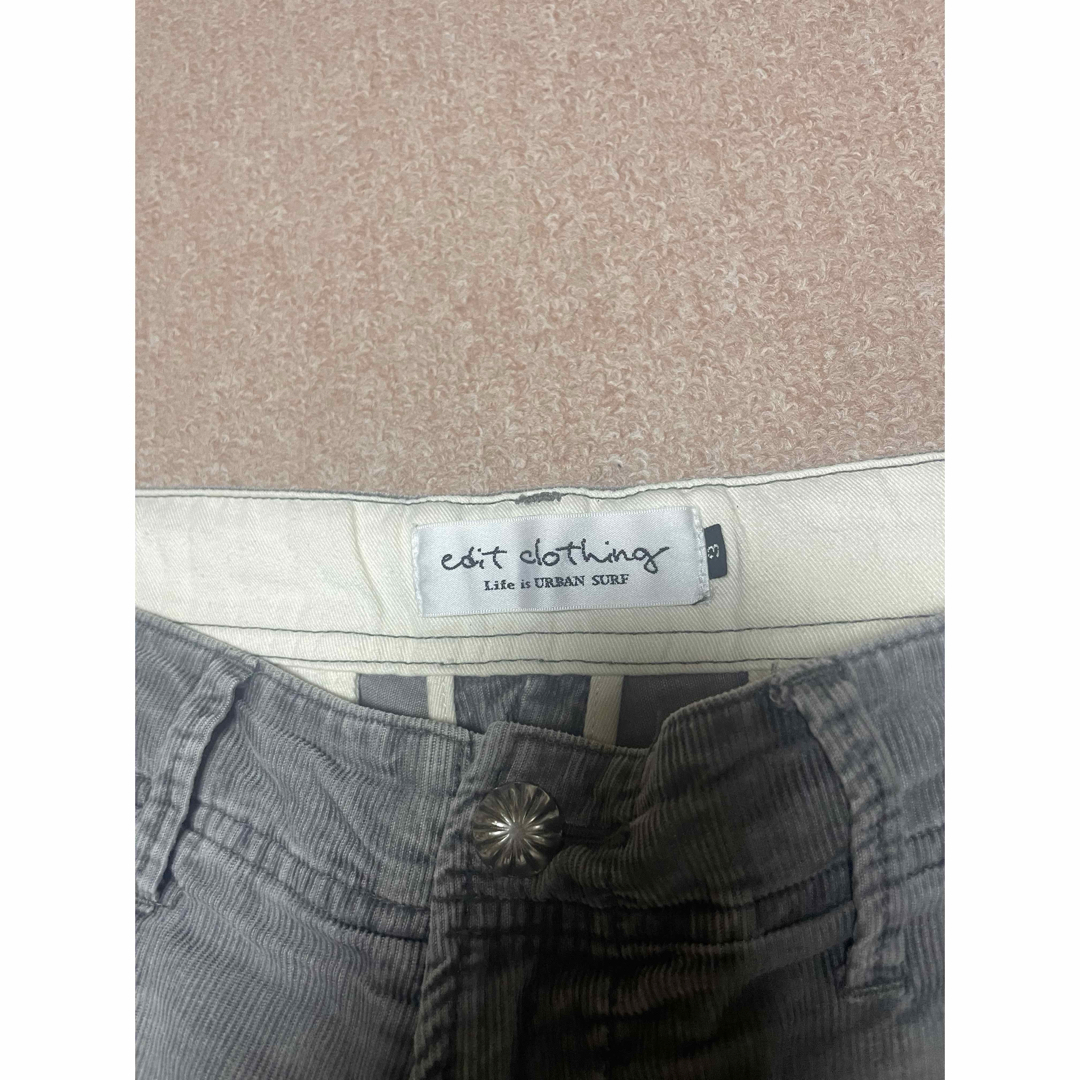 edit clothing
Life is URBAN SURF
3